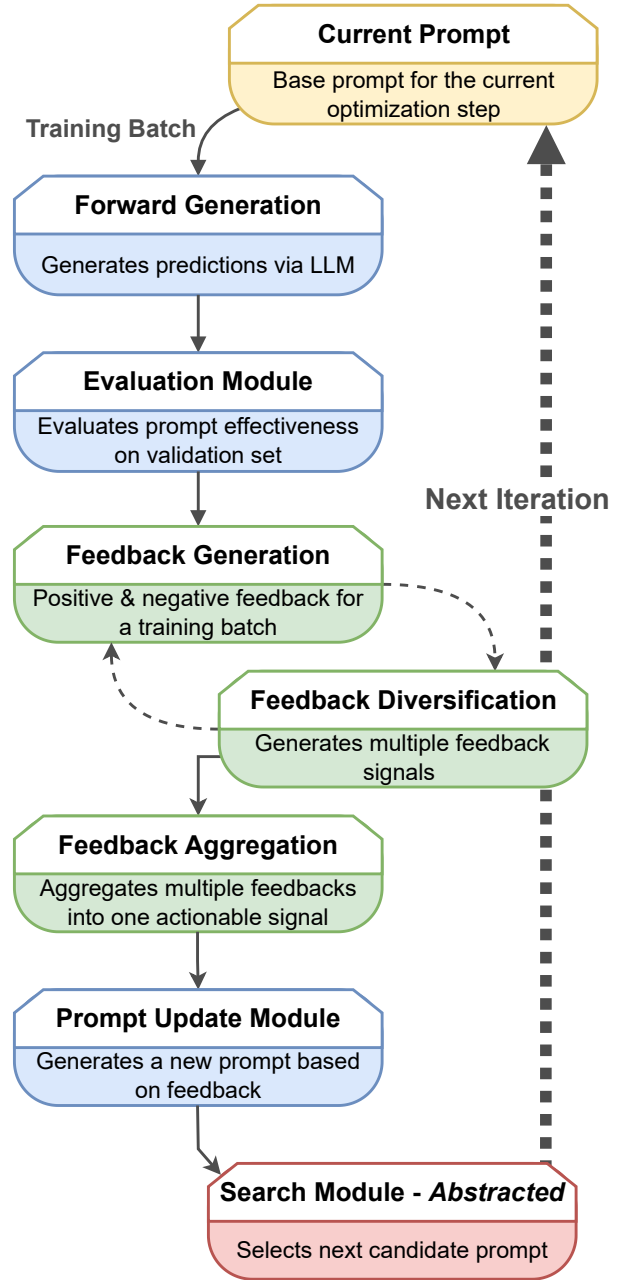 Current Prompt
Base prompt for the current
optimization step
Training Batch
Forward Generation
Generates predictions via LLM
Evaluation Module
Evaluates prompt effectiveness
on validation set
Next Iteration
Feedback Generation
Positive & negative feedback for
a training batch
Feedback Diversification
Generates multiple feedback
signals
Feedback Aggregation
Aggregates multiple feedbacks
into one actionable signal
Prompt Update Module
Generates a new prompt based
on feedback
Search Module - Abstracted
Selects next candidate prompt